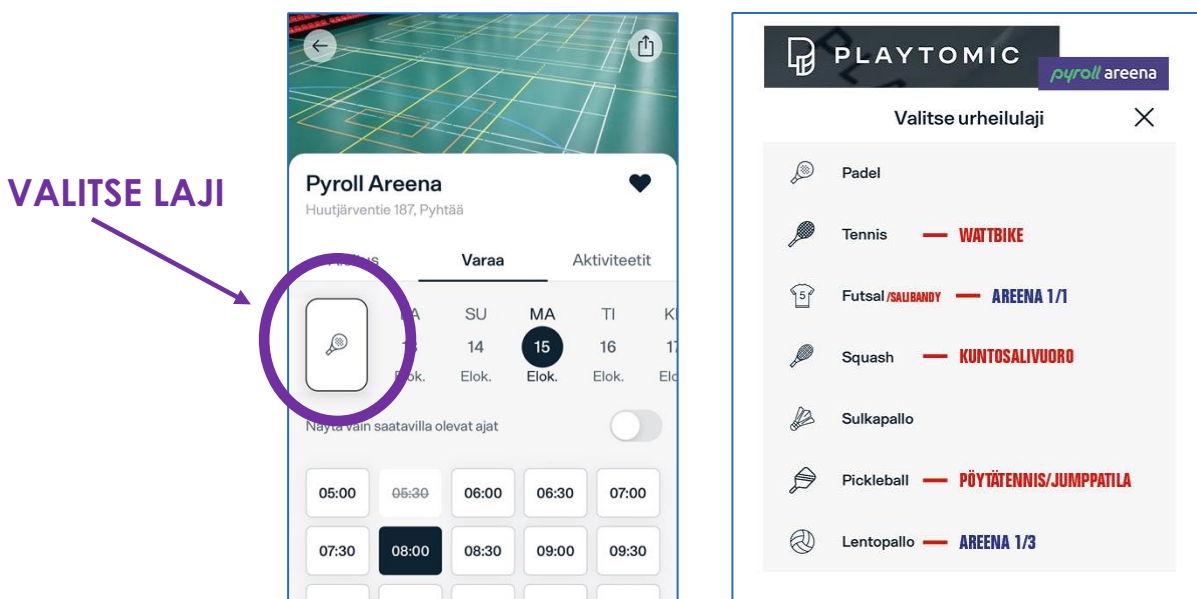 VALITSE LAJI
Pyroll Areena
Huutjärventie 187, Pyhtää
Varaa
Aktiviteetit
SU
MA
TI
14
15
16
Elok.
Elok.
Elok.
Näytä vain saatavilla olevat ajat
05:00 05:30 06:00 06:30 07:00
07:30 08:00 08:30 09:00 09:30
PLAYTOMIC
pyroll areena
Valitse urheilulaji
Padel
Tennis — WATTBIKE
5
Futsal/SALIBANDY — AREENA 1/1
Squash — KUNTOSALIVUORO
Sulkapallo
Pickleball — PÖYTÄTENNIS/JUMPPATILA
Lentopallo — AREENA 1/3